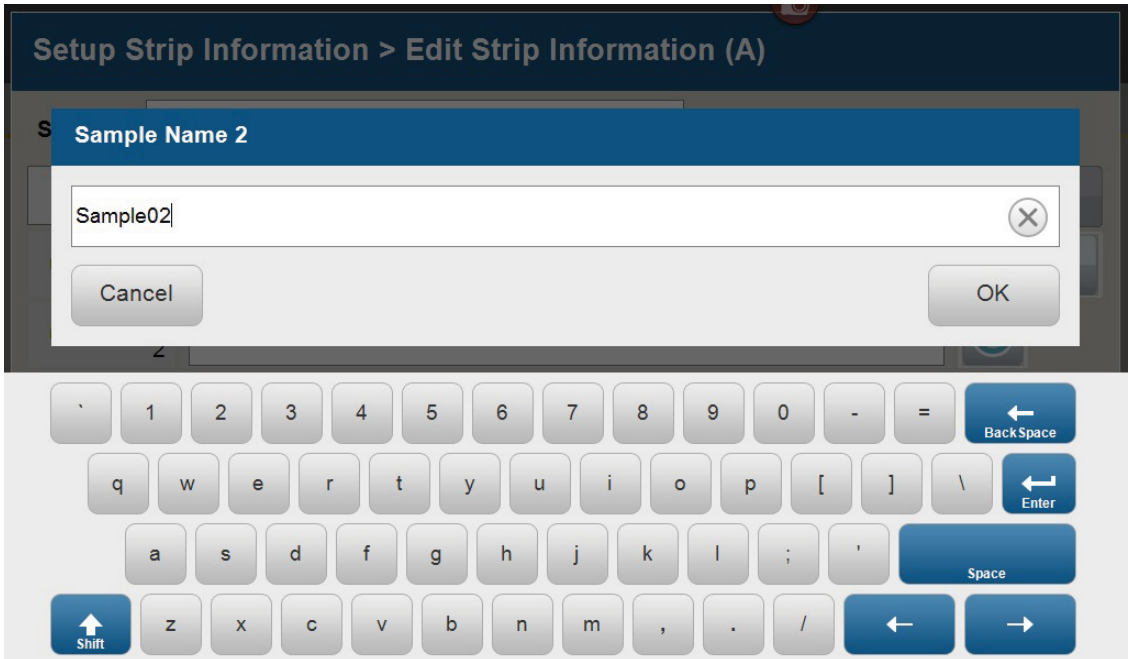 Setup Strip Information > Edit Strip Information (A)
S
Sample Name 2
Sample02
Cancel
OK
2
` 1 2 3 4 5 6 7 8 9 0 - = BackSpace
q w e r t y u i o p [ ] \ Enter
a s d f g h j k l ; ' Space
Shift z x c v b n m , . /